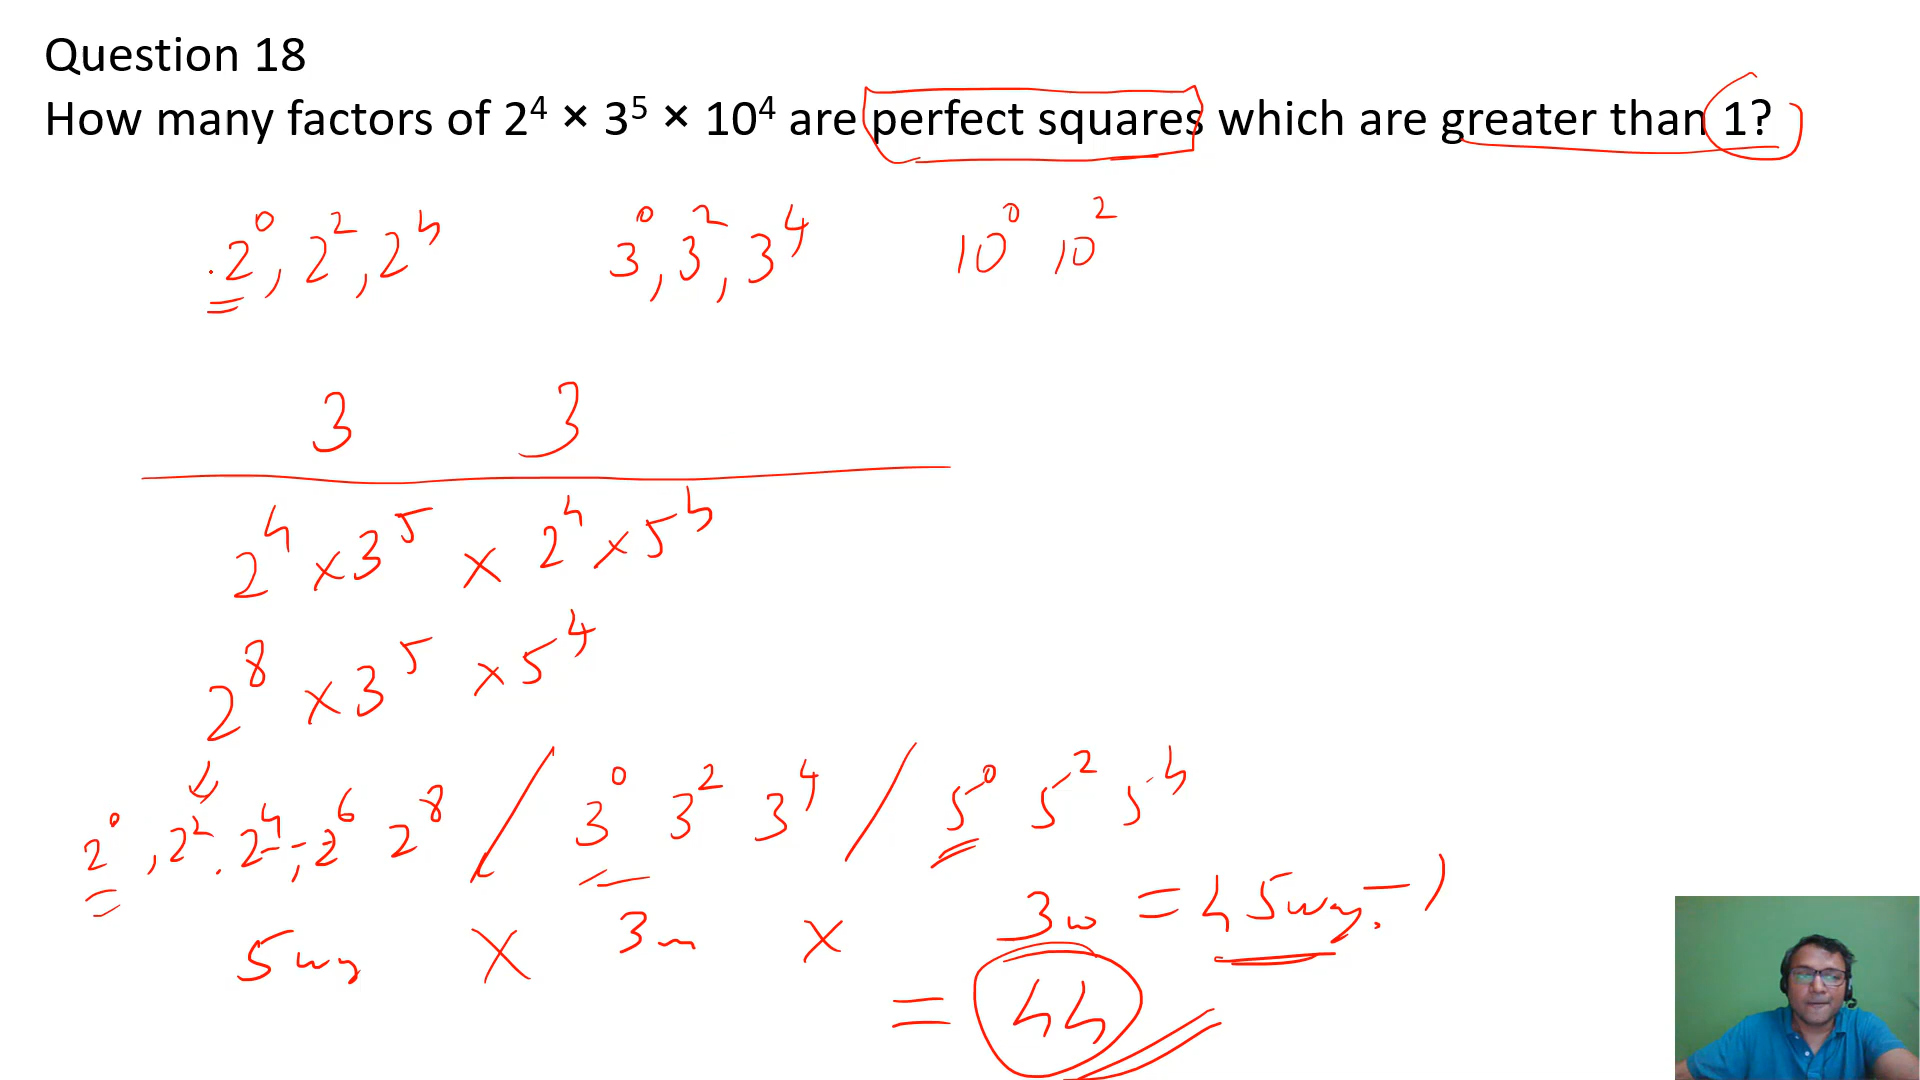 Question 18
How many factors of 2⁴ × 3⁵ × 10⁴ are perfect squares which are greater than 1?
2⁰, 2², 2⁴ 3⁰, 3², 3⁴ 10⁰ 10²
3 3
2⁴ × 3⁵ × 2⁴ × 5⁴
2⁸ × 3⁵ × 5⁴
2⁰, 2², 2⁴, 2⁶ 2⁸ / 3⁰ 3² 3⁴ / 5⁰ 5² 5⁴
5 way × 3 × 3 = 45 way - 1
= 44